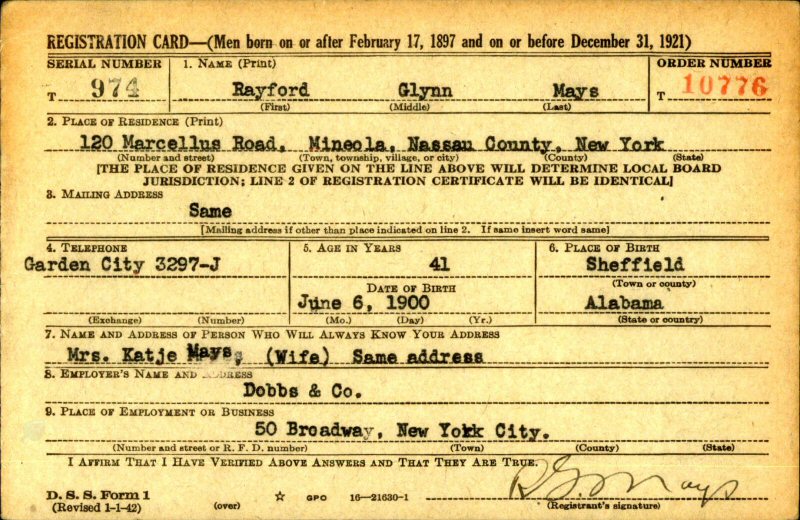 REGISTRATION CARD—(Men born on or after February 17, 1897 and on or before December 31, 1921)
SERIAL NUMBER 1. NAME (Print) ORDER NUMBER
T 974 Rayford Glynn Mays T 10776
(First) (Middle) (Last)
2. PLACE OF RESIDENCE (Print)
120 Marcellus Road, Mineola, Nassau County, New York
(Number and street) (Town, township, village, or city) (County) (State)
[THE PLACE OF RESIDENCE GIVEN ON THE LINE ABOVE WILL DETERMINE LOCAL BOARD
JURISDICTION; LINE 2 OF REGISTRATION CERTIFICATE WILL BE IDENTICAL]
3. MAILING ADDRESS
Same
[Mailing address if other than place indicated on line 2. If same insert word same]
4. TELEPHONE 5. AGE IN YEARS 6. PLACE OF BIRTH
Garden City 3297-J 41 Sheffield
DATE OF BIRTH (Town or county)
June 6, 1900 Alabama
(Exchange) (Number) (Mo.) (Day) (Yr.) (State or country)
7. NAME AND ADDRESS OF PERSON WHO WILL ALWAYS KNOW YOUR ADDRESS
Mrs. Katje Mays, (Wife) Same address
8. EMPLOYER'S NAME AND ADDRESS
Dobbs & Co.
9. PLACE OF EMPLOYMENT OR BUSINESS
50 Broadway, New York City.
(Number and street or R. F. D. number) (Town) (County) (State)
I AFFIRM THAT I HAVE VERIFIED ABOVE ANSWERS AND THAT THEY ARE TRUE.
R G Mays
D. S. S. Form 1
(Revised 1-1-42) (over) ☆ GPO 16—21630-1 (Registrant's signature)